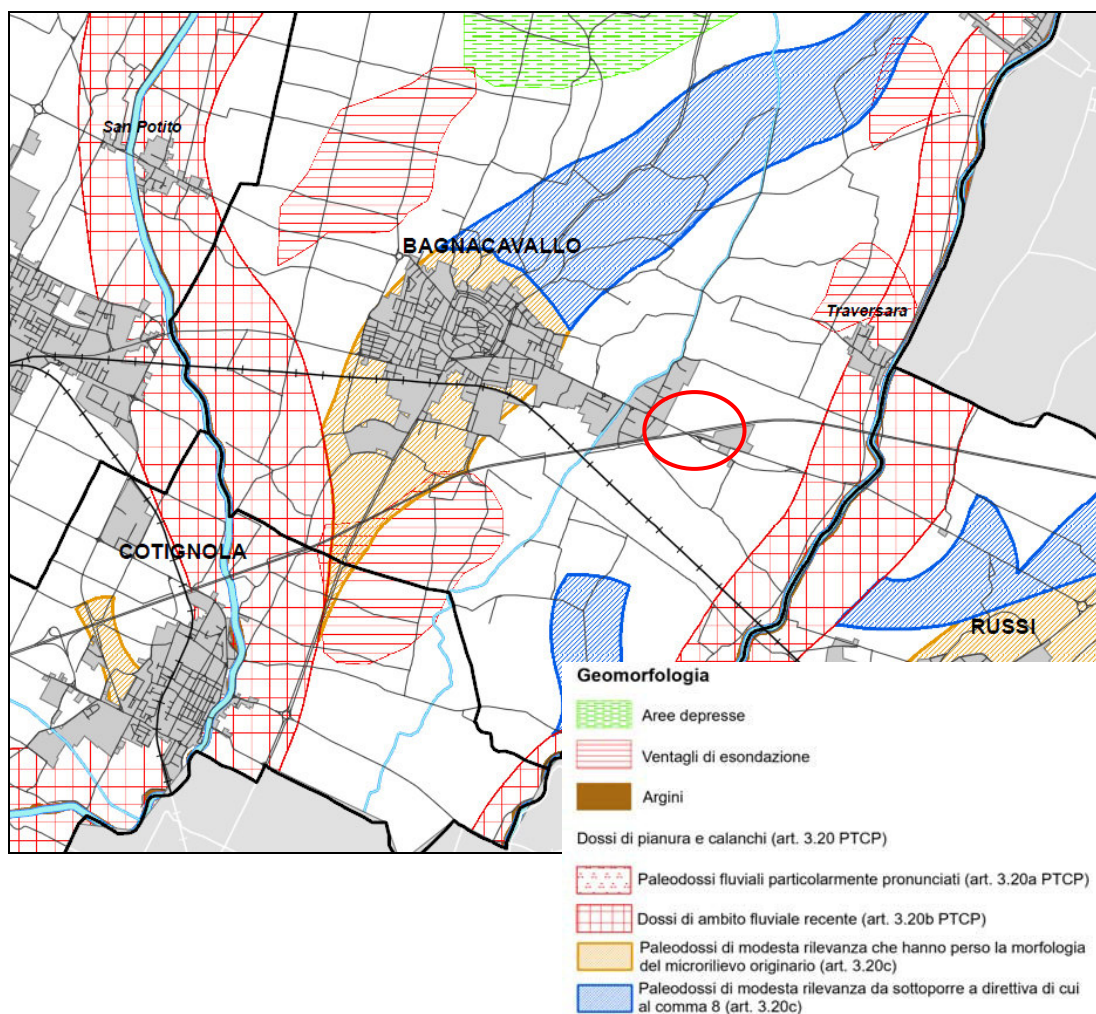 San Potito
BAGNACAVALLO
Traversara
COTIGNOLA
RUSSI
Geomorfologia
Aree depresse
Ventagli di esondazione
Argini
Dossi di pianura e calanchi (art. 3.20 PTCP)
Paleodossi fluviali particolarmente pronunciati (art. 3.20a PTCP)
Dossi di ambito fluviale recente (art. 3.20b PTCP)
Paleodossi di modesta rilevanza che hanno perso la morfologia
del microrilievo originario (art. 3.20c)
Paleodossi di modesta rilevanza da sottoporre a direttiva di cui
al comma 8 (art. 3.20c)